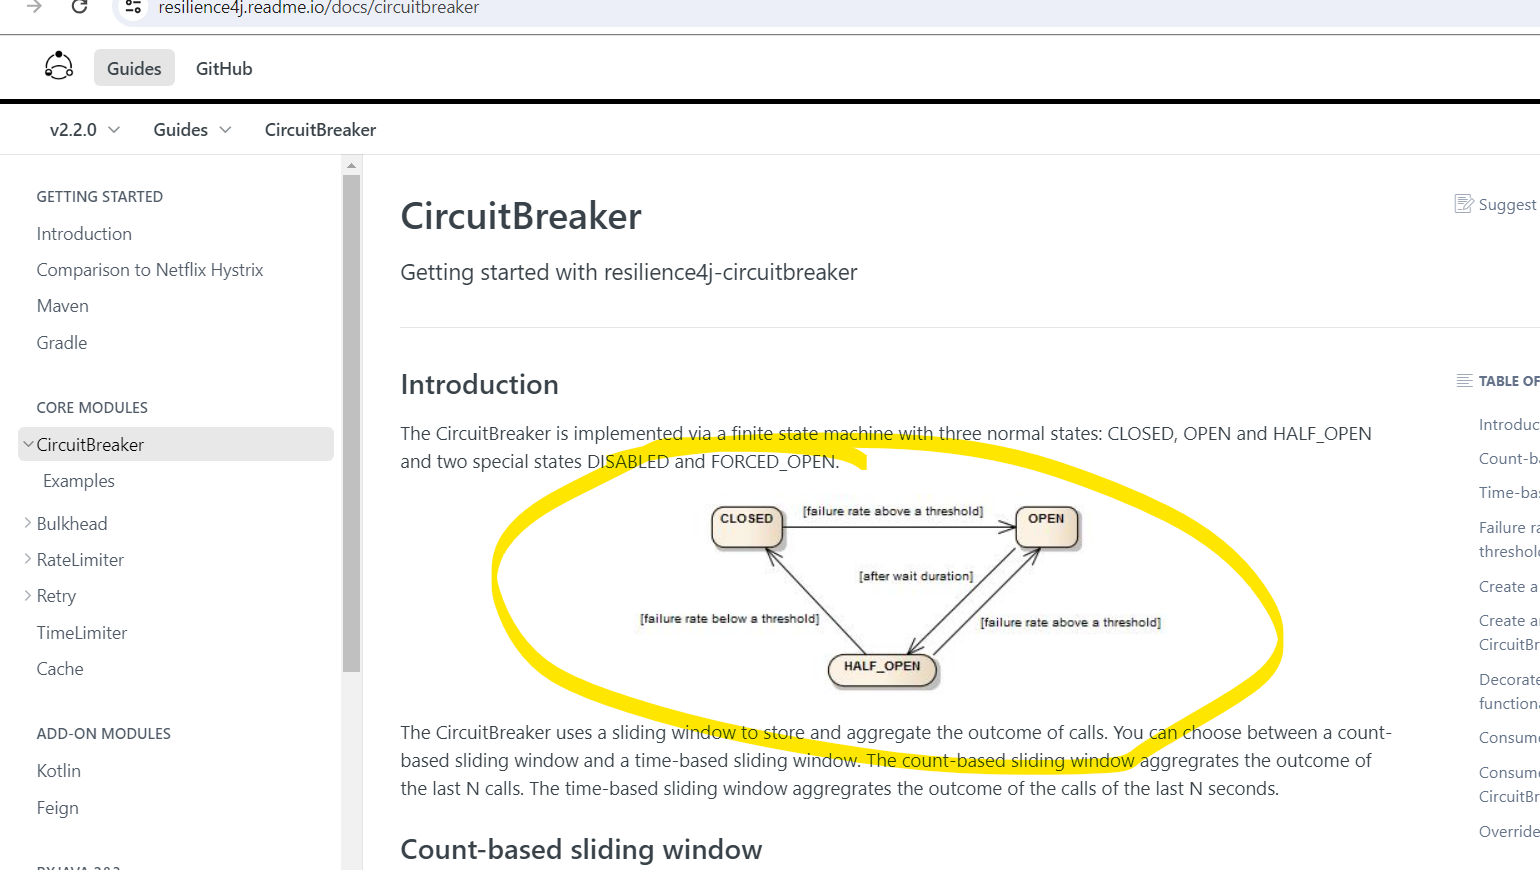 resilience4j.readme.io/docs/circuitbreaker
Guides GitHub
v2.2.0 Guides CircuitBreaker
GETTING STARTED
Introduction
Comparison to Netflix Hystrix
Maven
Gradle
CORE MODULES
CircuitBreaker
Examples
Bulkhead
RateLimiter
Retry
TimeLimiter
Cache
ADD-ON MODULES
Kotlin
Feign
CircuitBreaker
Getting started with resilience4j-circuitbreaker
Introduction
The CircuitBreaker is implemented via a finite state machine with three normal states: CLOSED, OPEN and HALF_OPEN
and two special states DISABLED and FORCED_OPEN.
CLOSED
[failure rate above a threshold]
OPEN
[after wait duration]
[failure rate below a threshold]
[failure rate above a threshold]
HALF_OPEN
The CircuitBreaker uses a sliding window to store and aggregate the outcome of calls. You can choose between a count-
based sliding window and a time-based sliding window. The count-based sliding window aggregrates the outcome of
the last N calls. The time-based sliding window aggregrates the outcome of the calls of the last N seconds.
Count-based sliding window
Suggest
TABLE OF
Introduc
Count-ba
Time-bas
Failure ra
threshol
Create a
Create a
CircuitBr
Decorate
function
Consume
Consume
CircuitBr
Override